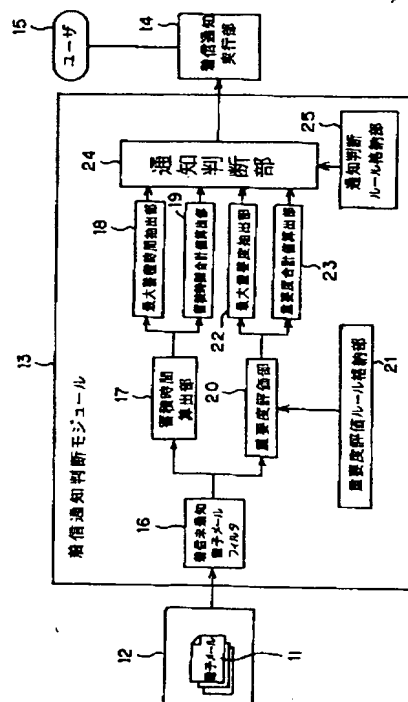 13
着信通知判断モジュール
12
電子メール
11
16
着信未通知
電子メール
フィルタ
17
蓄積時間
算出部
20
重要度評価部
21
重要度評価ルール格納部
18
最大蓄積時間抽出部
19
蓄積時間合計値算出部
22
最大重要度抽出部
23
重要度合計値算出部
24
通知判断部
25
通知判断
ルール格納部
14
着信通知
実行部
15
ユーザ